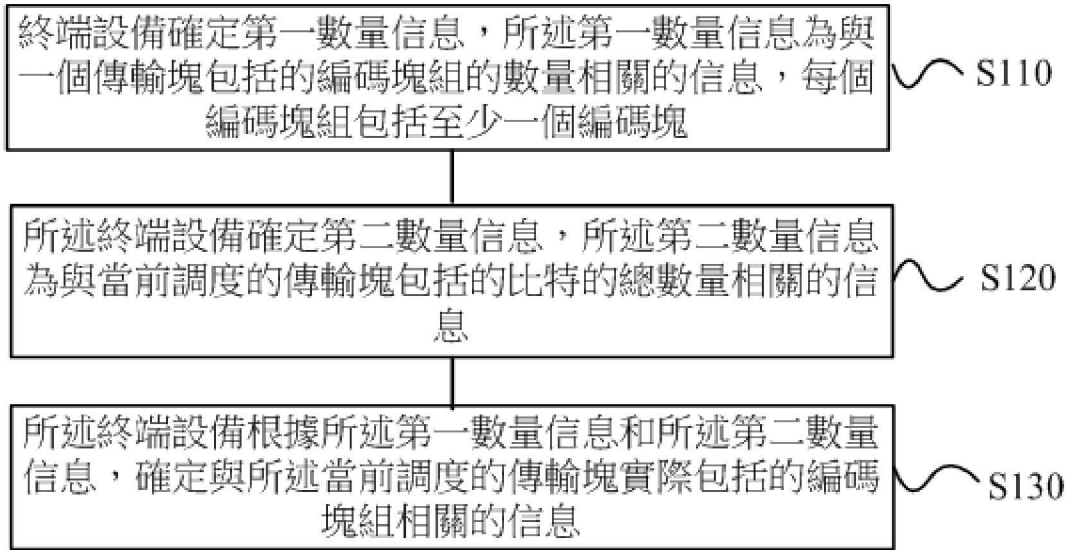 終端設備確定第一數量信息，所述第一數量信息為與
一個傳輸塊包括的編碼塊組的數量相關的信息，每個
編碼塊組包括至少一個編碼塊
S110
所述終端設備確定第二數量信息，所述第二數量信息
為與當前調度的傳輸塊包括的比特的總數量相關的信
息
S120
所述終端設備根據所述第一數量信息和所述第二數量
信息，確定與所述當前調度的傳輸塊實際包括的編碼
塊組相關的信息
S130